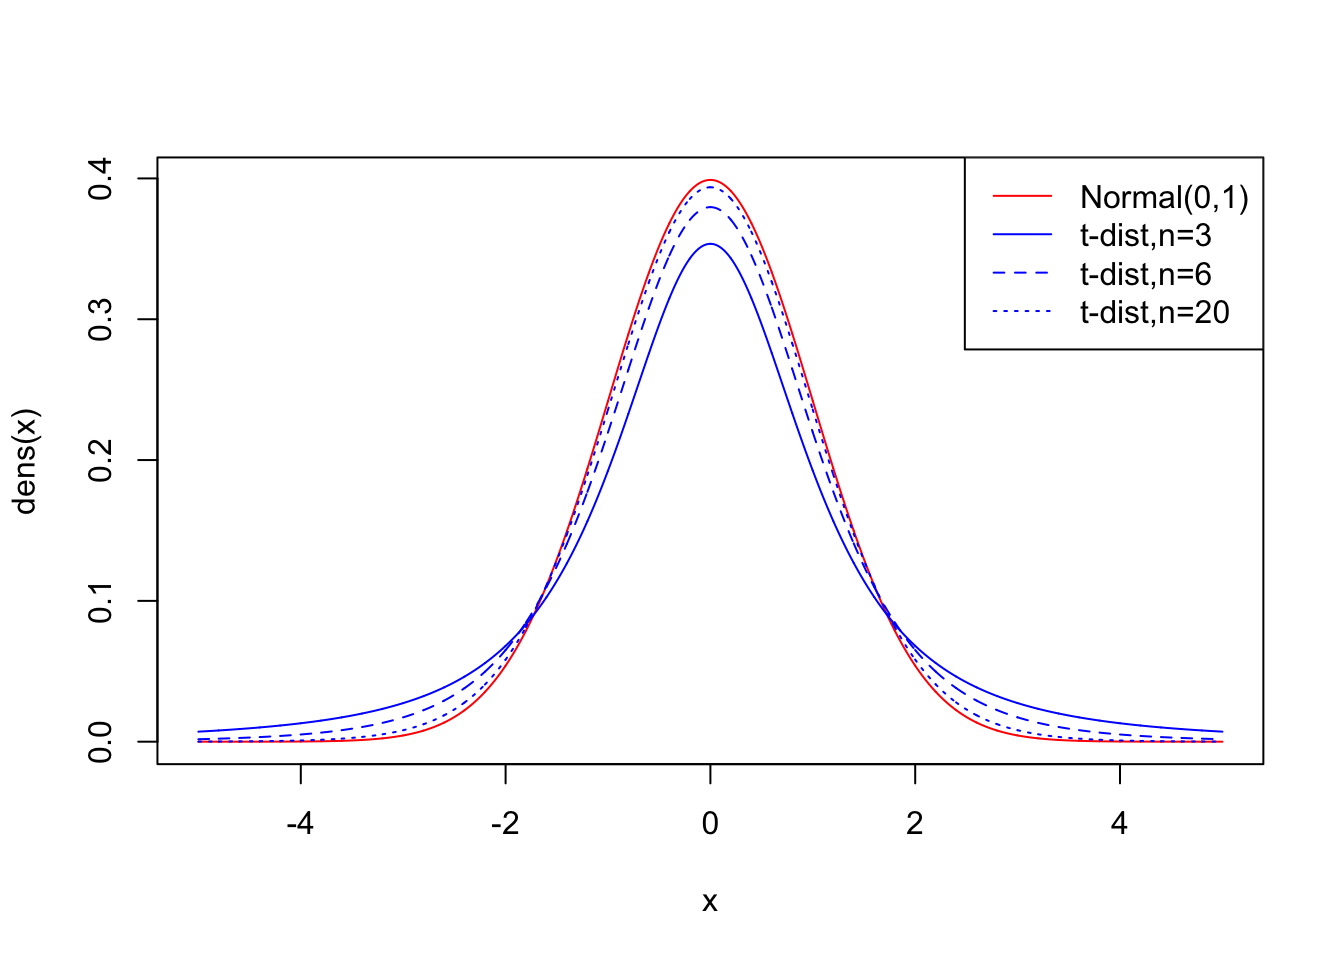 Normal(0,1)
t-dist,n=3
t-dist,n=6
t-dist,n=20
dens(x)
0.4
0.3
0.2
0.1
0.0
-4 -2 0 2 4
x